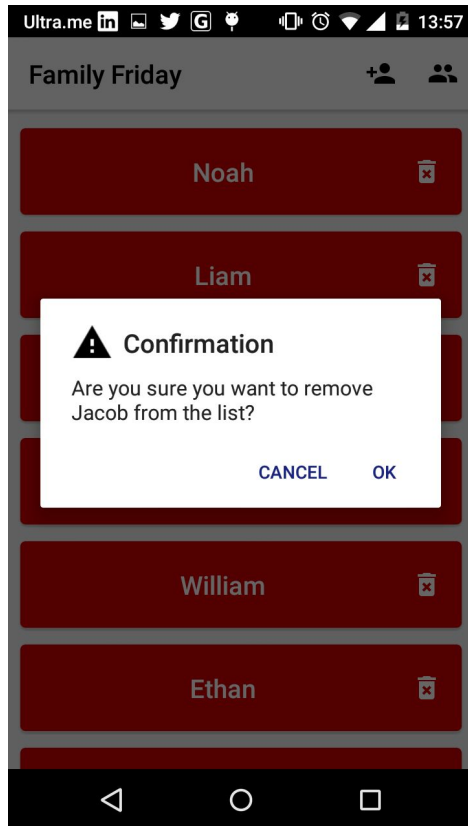 Ultra.me in G 13:57
Family Friday
Noah
Liam
Confirmation
Are you sure you want to remove
Jacob from the list?
CANCEL OK
William
Ethan